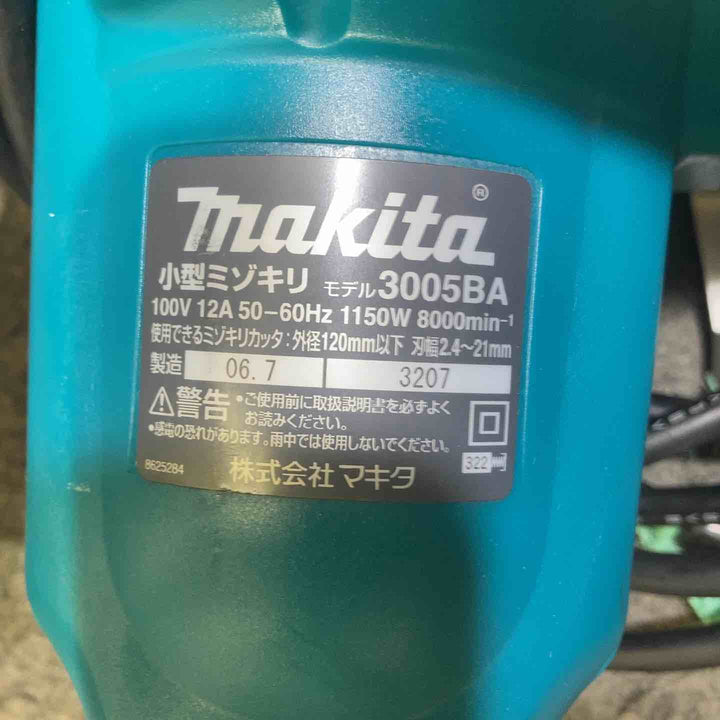 makita®
小型ミゾキリ モデル3005BA
100V 12A 50-60Hz 1150W 8000min⁻¹
使用できるミゾキリカッタ:外径120mm以下 刃幅2.4~21mm
製造 06.7 3207
警告 •ご使用前に取扱説明書を必ずよく
お読みください。
•感電の恐れがあります。雨中では使用しないでください。
322
8625284 株式会社マキタ